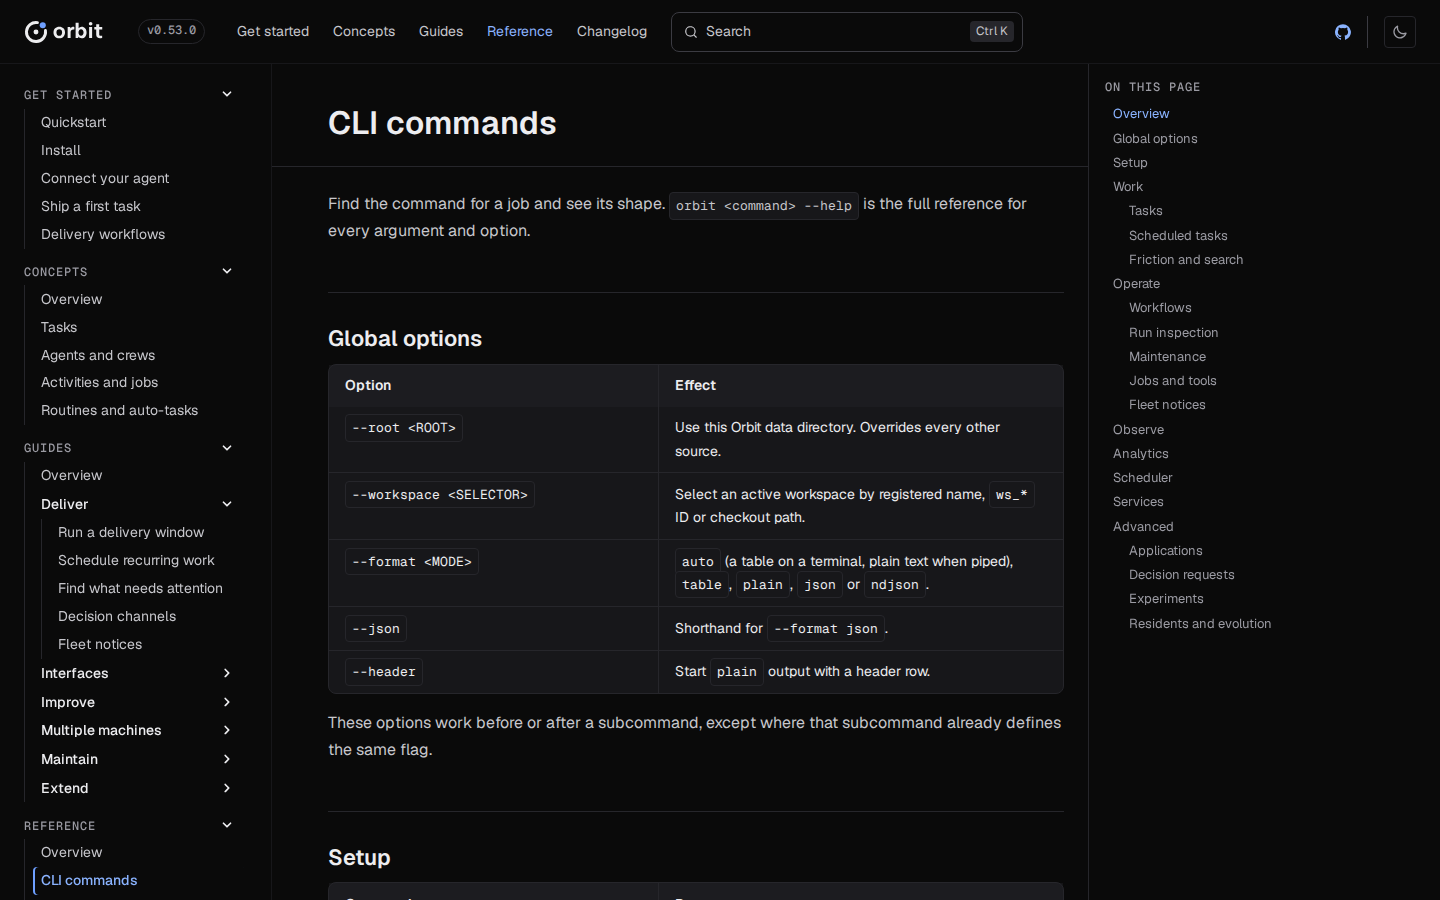 orbit
v0.53.0
Get started
Concepts
Guides
Reference
Changelog
Search
Ctrl K
GET STARTED
Quickstart
Install
Connect your agent
Ship a first task
Delivery workflows
CONCEPTS
Overview
Tasks
Agents and crews
Activities and jobs
Routines and auto-tasks
GUIDES
Overview
Deliver
Run a delivery window
Schedule recurring work
Find what needs attention
Decision channels
Fleet notices
Interfaces
Improve
Multiple machines
Maintain
Extend
REFERENCE
Overview
CLI commands
CLI commands
Find the command for a job and see its shape. orbit <command> --help is the full reference for
every argument and option.
Global options
Option
Effect
--root <ROOT>
Use this Orbit data directory. Overrides every other
source.
--workspace <SELECTOR>
Select an active workspace by registered name, ws_*
ID or checkout path.
--format <MODE>
auto (a table on a terminal, plain text when piped),
table, plain, json or ndjson.
--json
Shorthand for --format json.
--header
Start plain output with a header row.
These options work before or after a subcommand, except where that subcommand already defines
the same flag.
Setup
ON THIS PAGE
Overview
Global options
Setup
Work
Tasks
Scheduled tasks
Friction and search
Operate
Workflows
Run inspection
Maintenance
Jobs and tools
Fleet notices
Observe
Analytics
Scheduler
Services
Advanced
Applications
Decision requests
Experiments
Residents and evolution